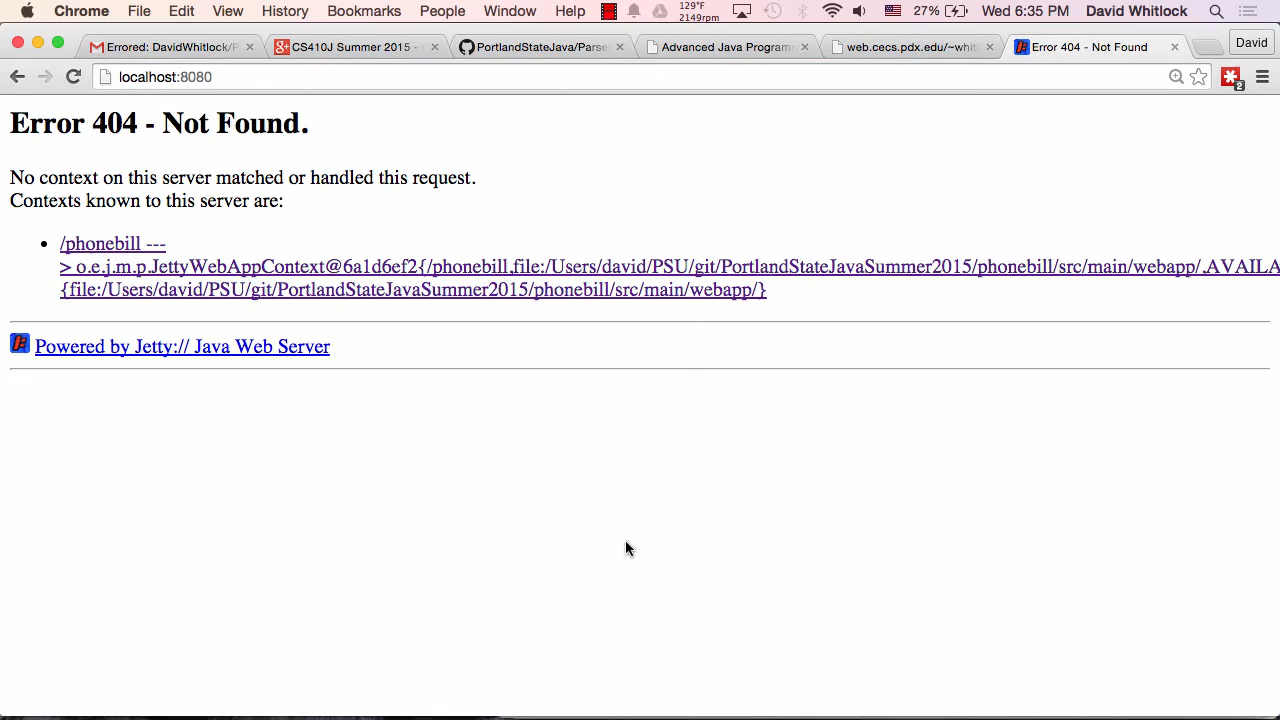 Chrome File Edit View History Bookmarks People Window Help 129°F 2149rpm 27% Wed 6:35 PM David Whitlock
Errored: DavidWhitlock/P CS410J Summer 2015 - PortlandStateJava/Parse Advanced Java Program web.cecs.pdx.edu/~whi Error 404 - Not Found David
localhost:8080 2
Error 404 - Not Found.
No context on this server matched or handled this request.
Contexts known to this server are:
• /phonebill ---
> o.e.j.m.p.JettyWebAppContext@6a1d6ef2{/phonebill,file:/Users/david/PSU/git/PortlandStateJavaSummer2015/phonebill/src/main/webapp/,AVAILA
{file:/Users/david/PSU/git/PortlandStateJavaSummer2015/phonebill/src/main/webapp/}
Powered by Jetty:// Java Web Server